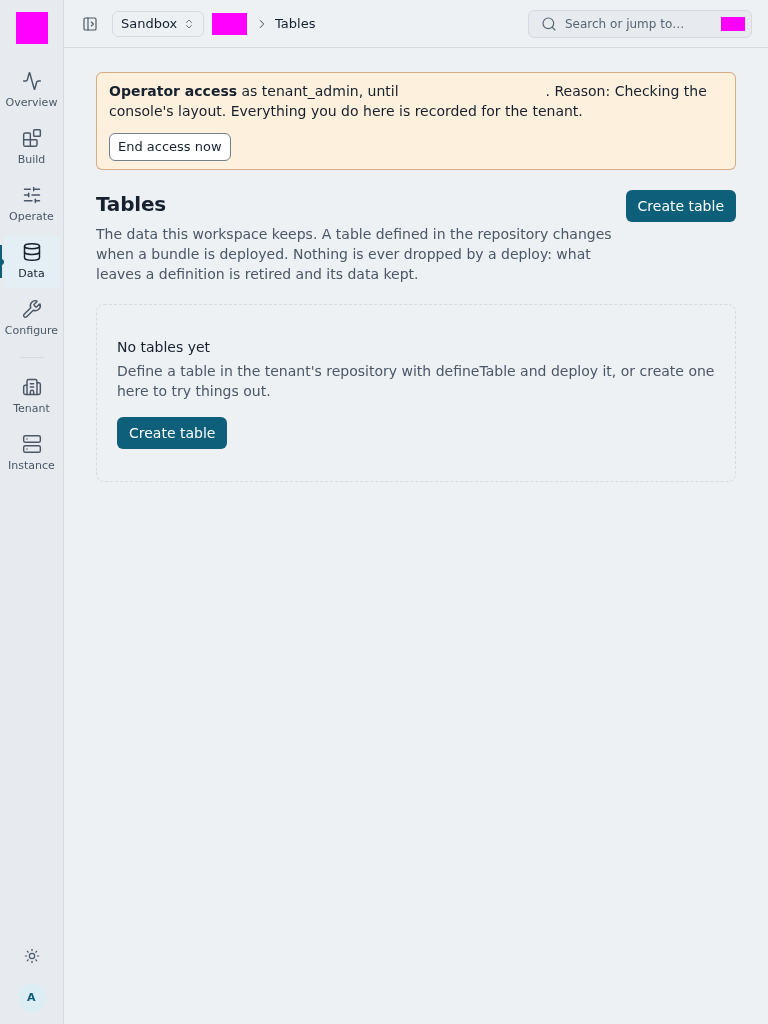 Sandbox
Tables
Search or jump to…
Overview
Build
Operate
Data
Configure
Tenant
Instance
A
Operator access as tenant_admin, until . Reason: Checking the
console's layout. Everything you do here is recorded for the tenant.
End access now
Tables
Create table
The data this workspace keeps. A table defined in the repository changes
when a bundle is deployed. Nothing is ever dropped by a deploy: what
leaves a definition is retired and its data kept.
No tables yet
Define a table in the tenant's repository with defineTable and deploy it, or create one
here to try things out.
Create table